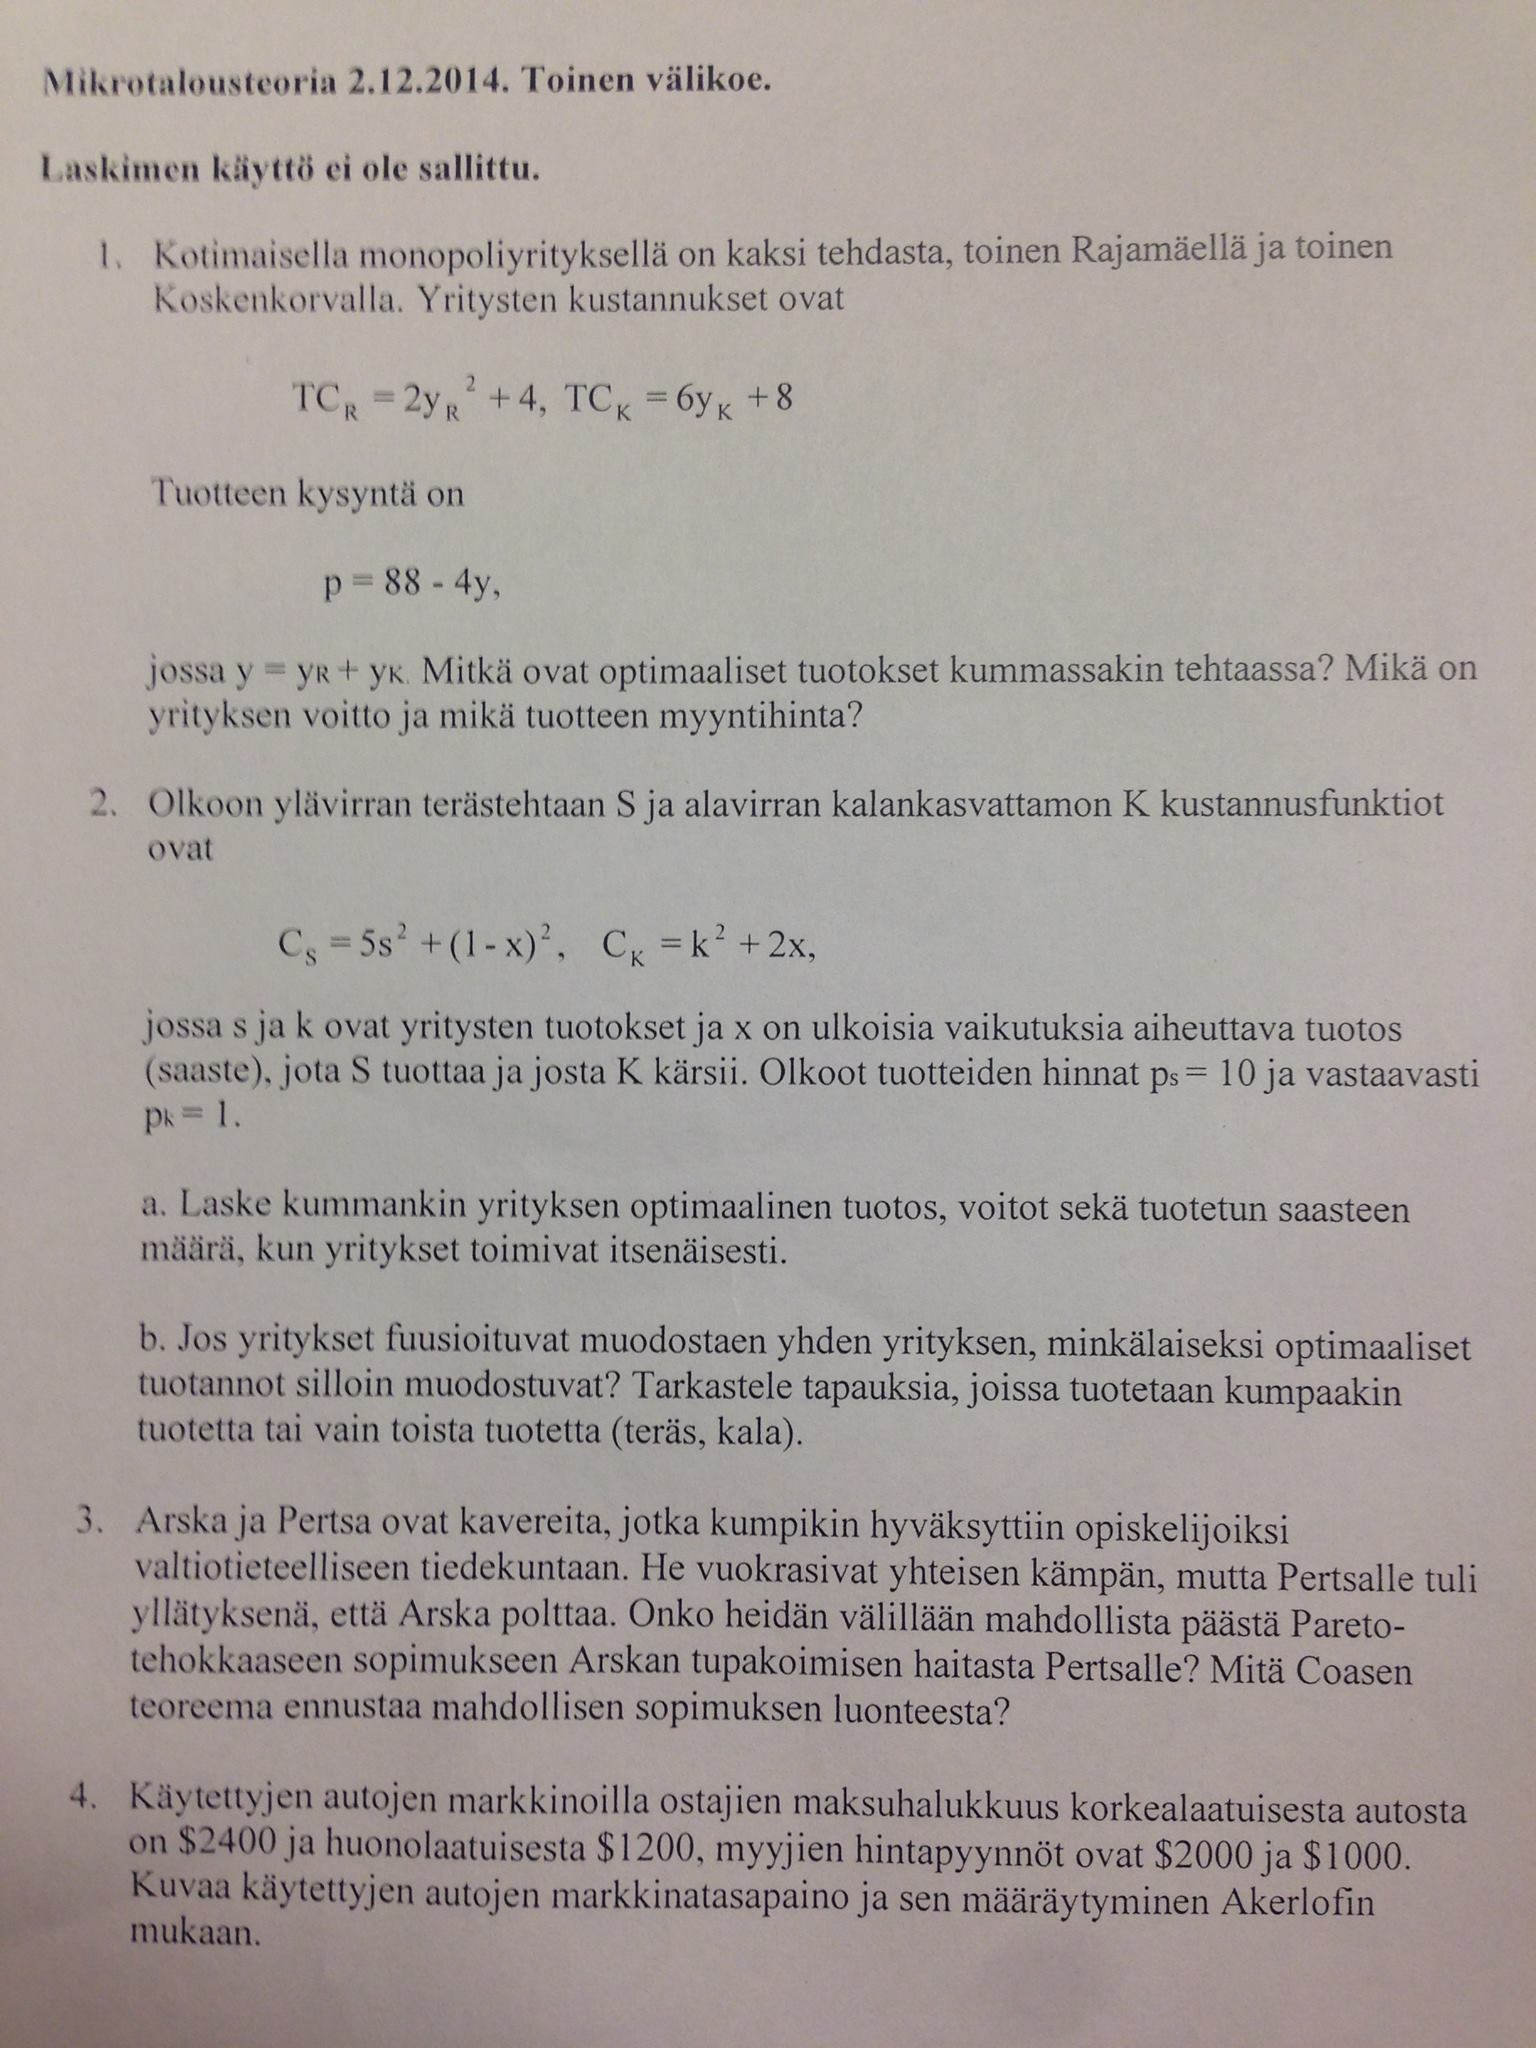 Mikrotalousteoria 2.12.2014. Toinen välikoe.
Laskimen käyttö ei ole sallittu.
1. Kotimaisella monopoliyrityksellä on kaksi tehdasta, toinen Rajamäellä ja toinen
Koskenkorvalla. Yritysten kustannukset ovat
TC_R = 2y_R² + 4, TC_K = 6y_K + 8
Tuotteen kysyntä on
p = 88 - 4y,
jossa y = yR + yK. Mitkä ovat optimaaliset tuotokset kummassakin tehtaassa? Mikä on
yrityksen voitto ja mikä tuotteen myyntihinta?
2. Olkoon ylävirran terästehtaan S ja alavirran kalankasvattamon K kustannusfunktiot
ovat
C_S = 5s² + (1 - x)², C_K = k² + 2x,
jossa s ja k ovat yritysten tuotokset ja x on ulkoisia vaikutuksia aiheuttava tuotos
(saaste), jota S tuottaa ja josta K kärsii. Olkoot tuotteiden hinnat ps = 10 ja vastaavasti
pk = 1.
a. Laske kummankin yrityksen optimaalinen tuotos, voitot sekä tuotetun saasteen
määrä, kun yritykset toimivat itsenäisesti.
b. Jos yritykset fuusioituvat muodostaen yhden yrityksen, minkälaiseksi optimaaliset
tuotannot silloin muodostuvat? Tarkastele tapauksia, joissa tuotetaan kumpaakin
tuotetta tai vain toista tuotetta (teräs, kala).
3. Arska ja Pertsa ovat kavereita, jotka kumpikin hyväksyttiin opiskelijoiksi
valtiotieteelliseen tiedekuntaan. He vuokrasivat yhteisen kämpän, mutta Pertsalle tuli
yllätyksenä, että Arska polttaa. Onko heidän välillään mahdollista päästä Pareto-
tehokkaaseen sopimukseen Arskan tupakoimisen haitasta Pertsalle? Mitä Coasen
teoreema ennustaa mahdollisen sopimuksen luonteesta?
4. Käytettyjen autojen markkinoilla ostajien maksuhalukkuus korkealaatuisesta autosta
on $2400 ja huonolaatuisesta $1200, myyjien hintapyynnöt ovat $2000 ja $1000.
Kuvaa käytettyjen autojen markkinatasapaino ja sen määräytyminen Akerlofin
mukaan.